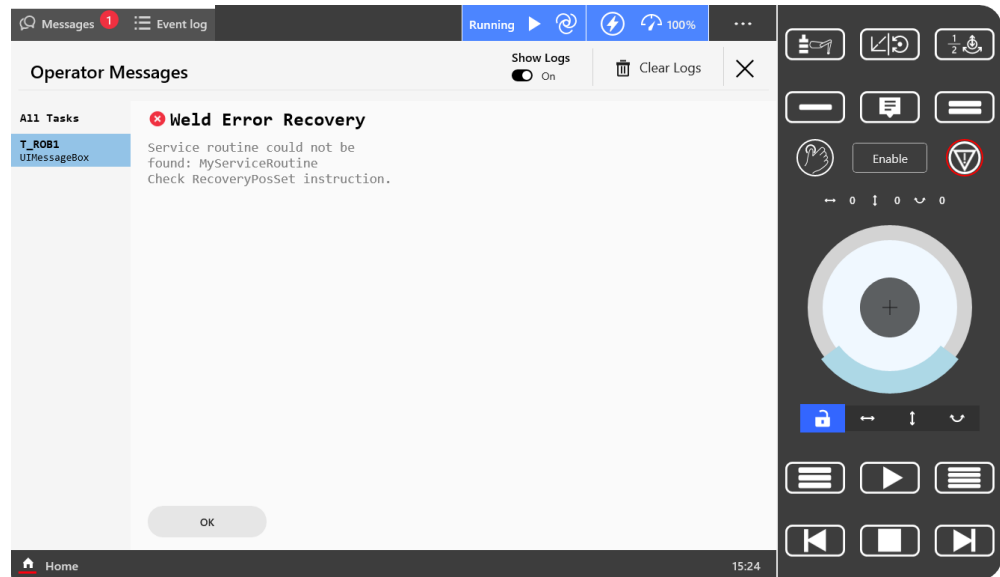 Messages 1 Event log Running 100% ...
Operator Messages Show Logs On Clear Logs
All Tasks
T_ROB1
UIMessageBox
Weld Error Recovery
Service routine could not be
found: MyServiceRoutine
Check RecoveryPosSet instruction.
OK
Home 15:24
1
2
Enable
0 0 0